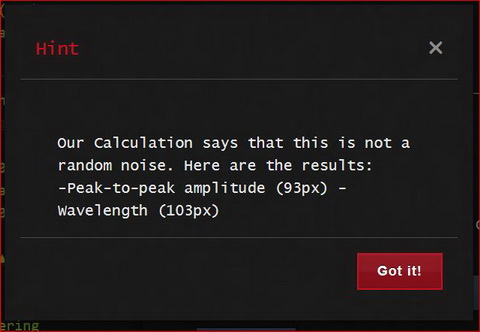 Hint
Our Calculation says that this is not a
random noise. Here are the results:
-Peak-to-peak amplitude (93px) -
Wavelength (103px)
Got it!
ering